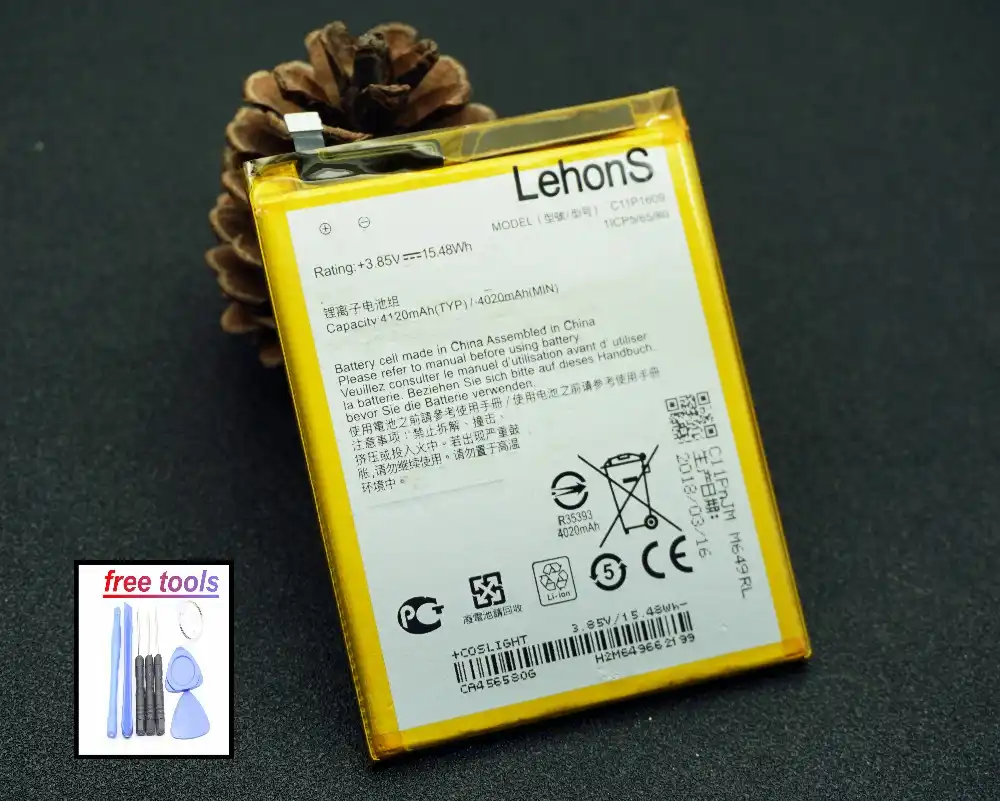 LehonS
MODEL (型號/型号) C11P1609
1ICP5/65/80
Rating:+3.85V⎓15.48Wh
锂离子电池组
Capacity:4120mAh(TYP) / 4020mAh(MIN)
Battery cell made in China Assembled in China
Please refer to manual before using battery
Veuillez consulter le manuel d'utilisation avant d' utiliser
la batterie. Beziehen Sie sich bitte auf dieses Handbuch.
bevor Sie die Batterie verwenden.
使用電池之前請參考使用手冊 / 使用电池之前请参考使用手册
注意事项:禁止拆解、撞击、
挤压或投入火中。若出现严重鼓
胀,请勿继续使用。请勿置于高温
环境中。
R35393
4020mAh
C11PnJM M649RL
生产日期:
2018/03/16
PCT
廢電池請回收
Li-ion
5
CE
+COSLIGHT 3.85V/15.48Wh-
CA456580G H2M649662199
free tools